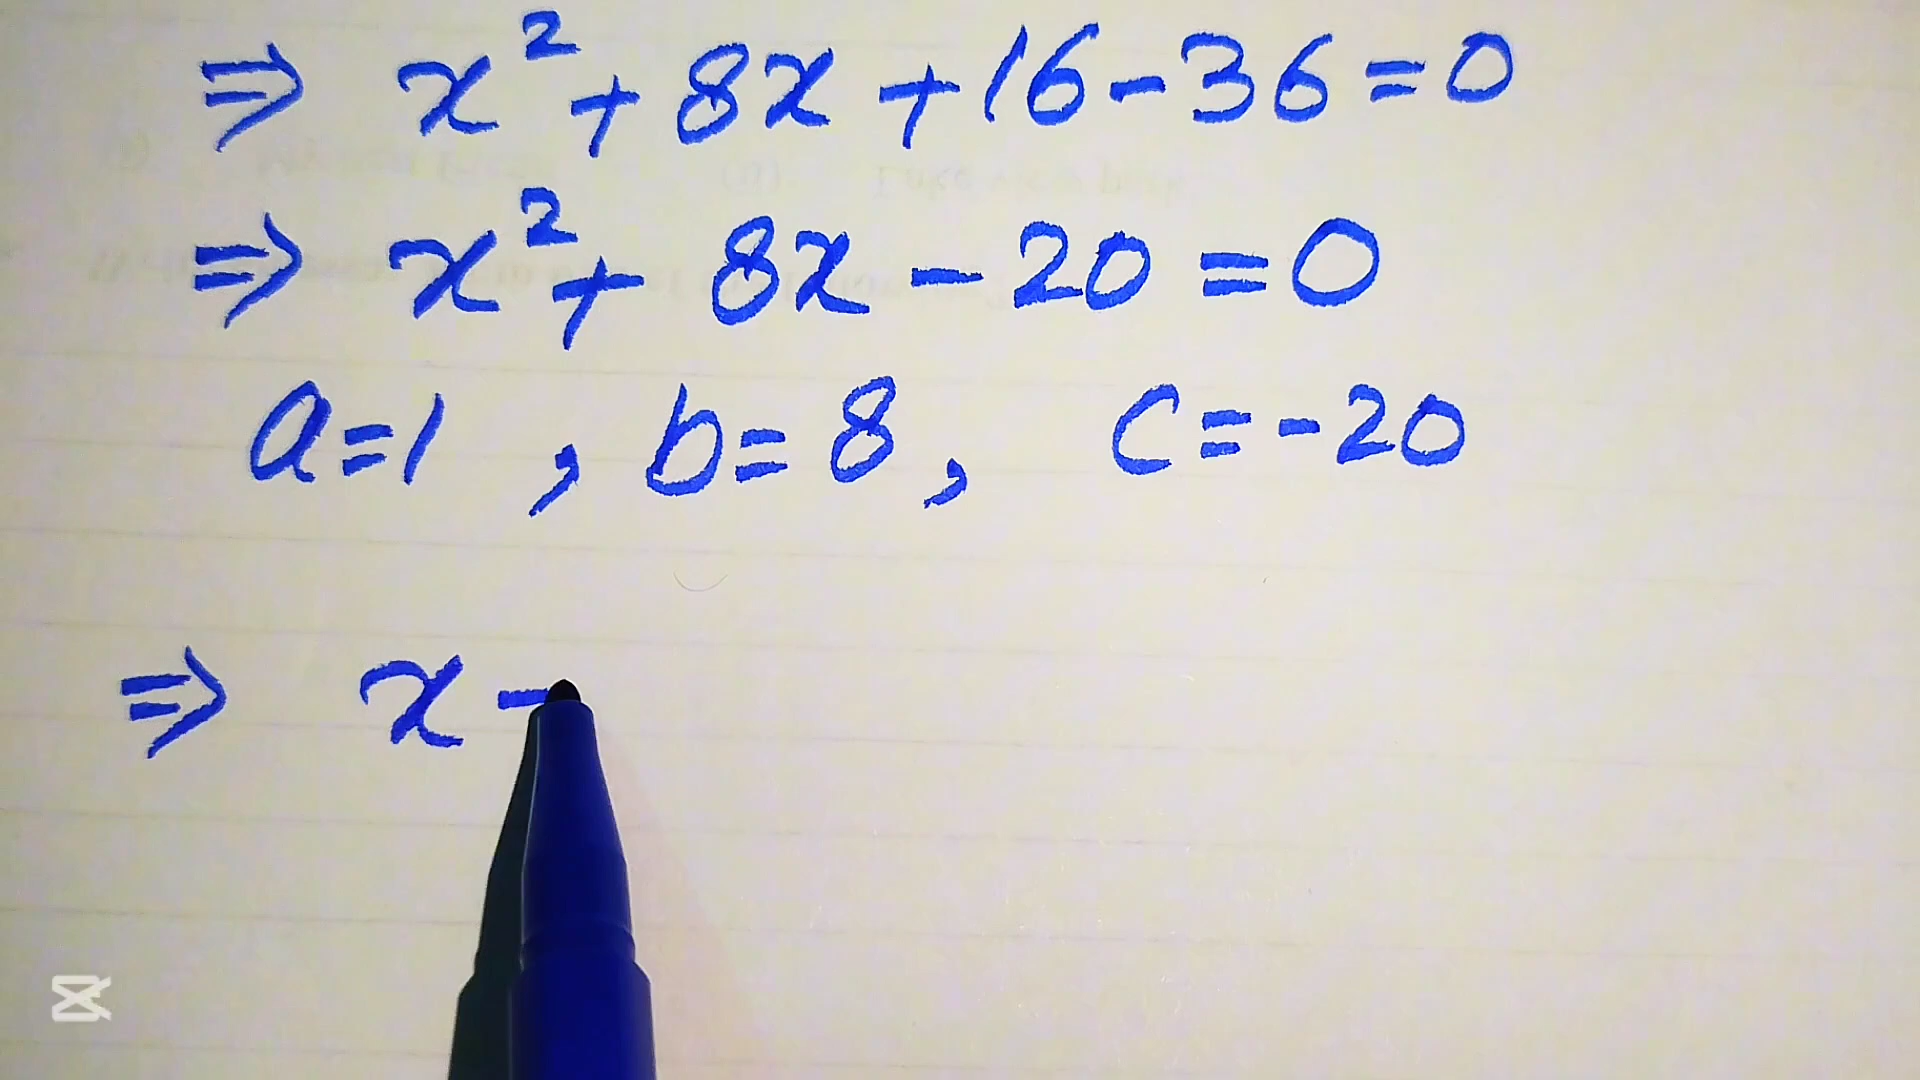 ⇒ x² + 8x + 16 - 36 = 0
⇒ x² + 8x - 20 = 0
a = 1 , b = 8 , c = -20
⇒ x -